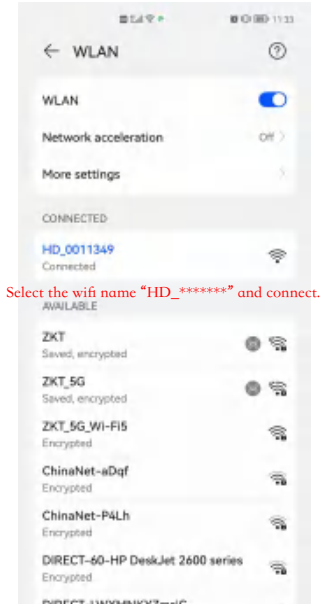 11:33
← WLAN
WLAN
Network acceleration Off
More settings
CONNECTED
HD_0011349
Connected
Select the wifi name “HD_*******” and connect.
AVAILABLE
ZKT
Saved, encrypted
ZKT_5G
Saved, encrypted
ZKT_5G_Wi-Fi5
Encrypted
ChinaNet-aDqf
Encrypted
ChinaNet-P4Lh
Encrypted
DIRECT-60-HP DeskJet 2600 series
Encrypted